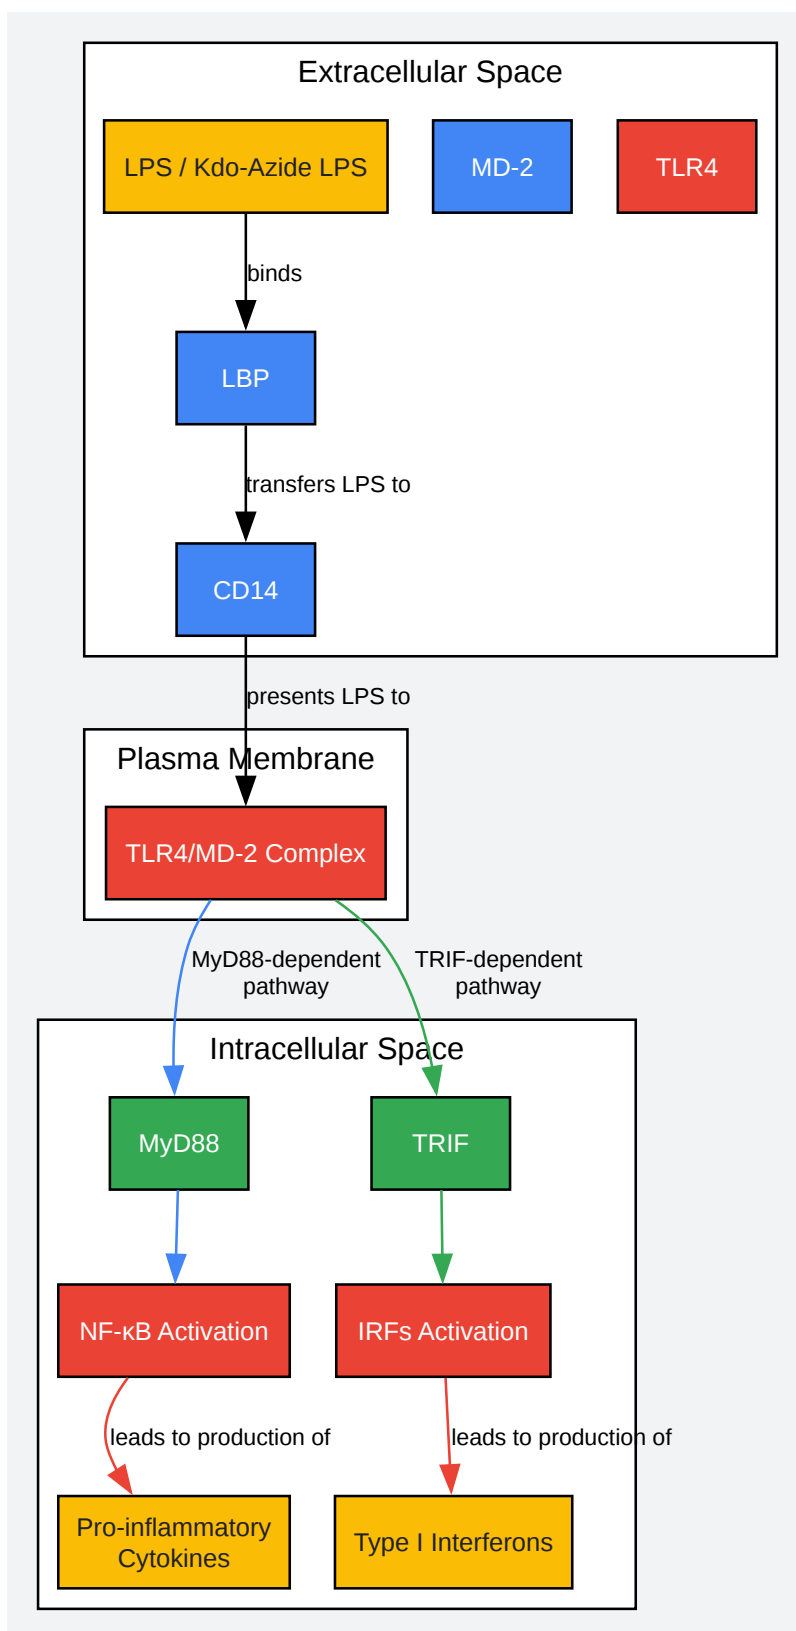 Extracellular Space
LPS / Kdo-Azide LPS
MD-2
TLR4
binds
LBP
transfers LPS to
CD14
presents LPS to
Plasma Membrane
TLR4/MD-2 Complex
MyD88-dependent
pathway
TRIF-dependent
pathway
Intracellular Space
MyD88
TRIF
NF-κB Activation
IRFs Activation
leads to production of
leads to production of
Pro-inflammatory
Cytokines
Type I Interferons